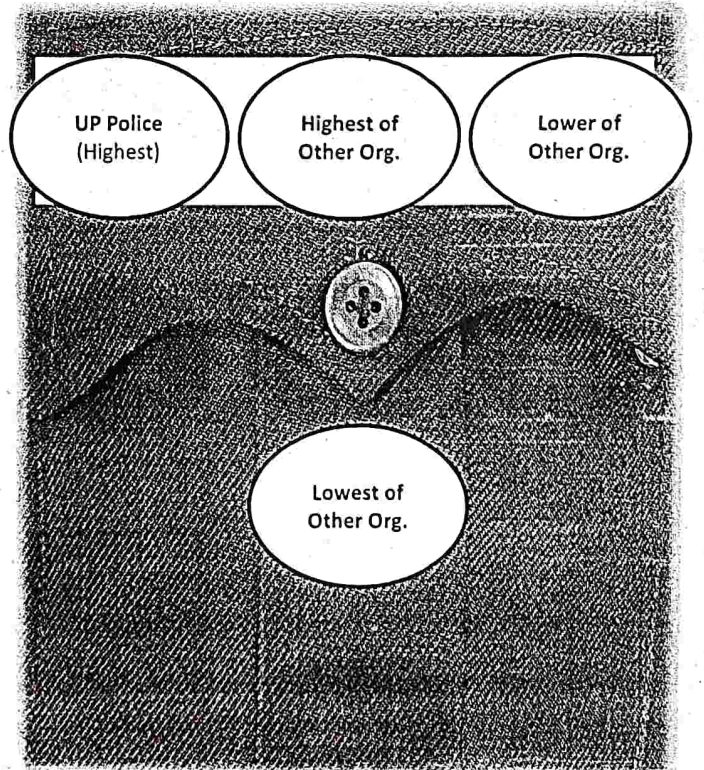 UP Police
(Highest)
Highest of
Other Org.
Lower of
Other Org.
Lowest of
Other Org.